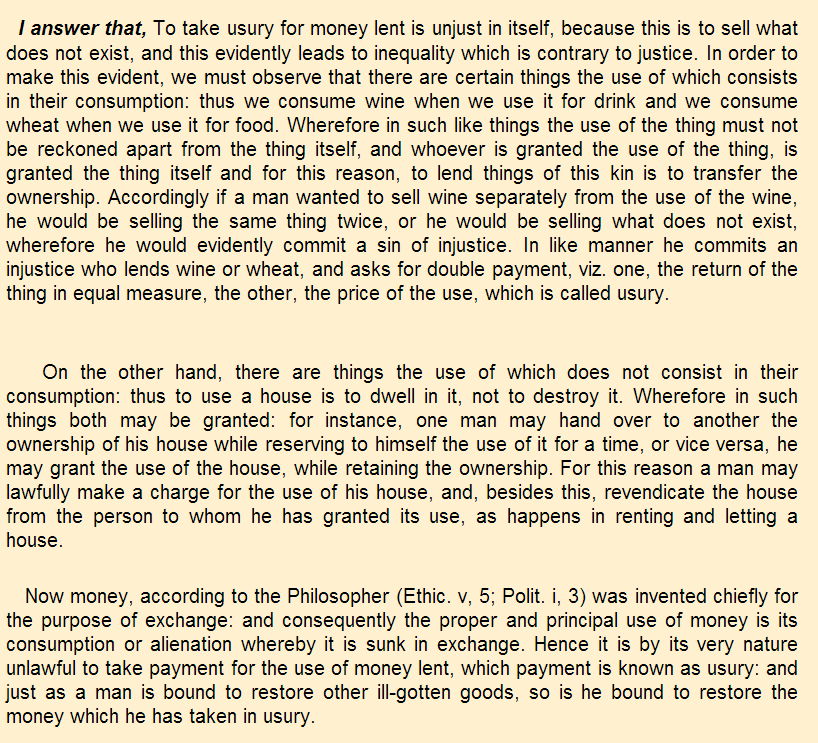 I answer that, To take usury for money lent is unjust in itself, because this is to sell what
does not exist, and this evidently leads to inequality which is contrary to justice. In order to
make this evident, we must observe that there are certain things the use of which consists
in their consumption: thus we consume wine when we use it for drink and we consume
wheat when we use it for food. Wherefore in such like things the use of the thing must not
be reckoned apart from the thing itself, and whoever is granted the use of the thing, is
granted the thing itself and for this reason, to lend things of this kin is to transfer the
ownership. Accordingly if a man wanted to sell wine separately from the use of the wine,
he would be selling the same thing twice, or he would be selling what does not exist,
wherefore he would evidently commit a sin of injustice. In like manner he commits an
injustice who lends wine or wheat, and asks for double payment, viz. one, the return of the
thing in equal measure, the other, the price of the use, which is called usury.
On the other hand, there are things the use of which does not consist in their
consumption: thus to use a house is to dwell in it, not to destroy it. Wherefore in such
things both may be granted: for instance, one man may hand over to another the
ownership of his house while reserving to himself the use of it for a time, or vice versa, he
may grant the use of the house, while retaining the ownership. For this reason a man may
lawfully make a charge for the use of his house, and, besides this, revendicate the house
from the person to whom he has granted its use, as happens in renting and letting a
house.
Now money, according to the Philosopher (Ethic. v, 5; Polit. i, 3) was invented chiefly for
the purpose of exchange: and consequently the proper and principal use of money is its
consumption or alienation whereby it is sunk in exchange. Hence it is by its very nature
unlawful to take payment for the use of money lent, which payment is known as usury: and
just as a man is bound to restore other ill-gotten goods, so is he bound to restore the
money which he has taken in usury.